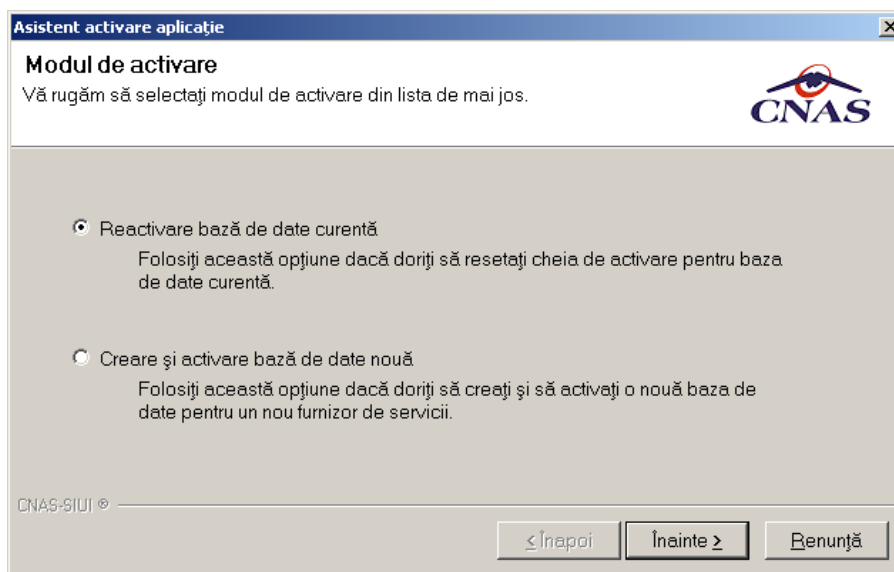 Asistent activare aplicaţie
Modul de activare
Vă rugăm să selectaţi modul de activare din lista de mai jos.
CNAS
Reactivare bază de date curentă
Folosiţi această opţiune dacă doriţi să resetaţi cheia de activare pentru baza
de date curentă.
Creare şi activare bază de date nouă
Folosiţi această opţiune dacă doriţi să creaţi şi să activaţi o nouă baza de
date pentru un nou furnizor de servicii.
CNAS-SIUI ®
< Înapoi
Înainte >
Renunţă